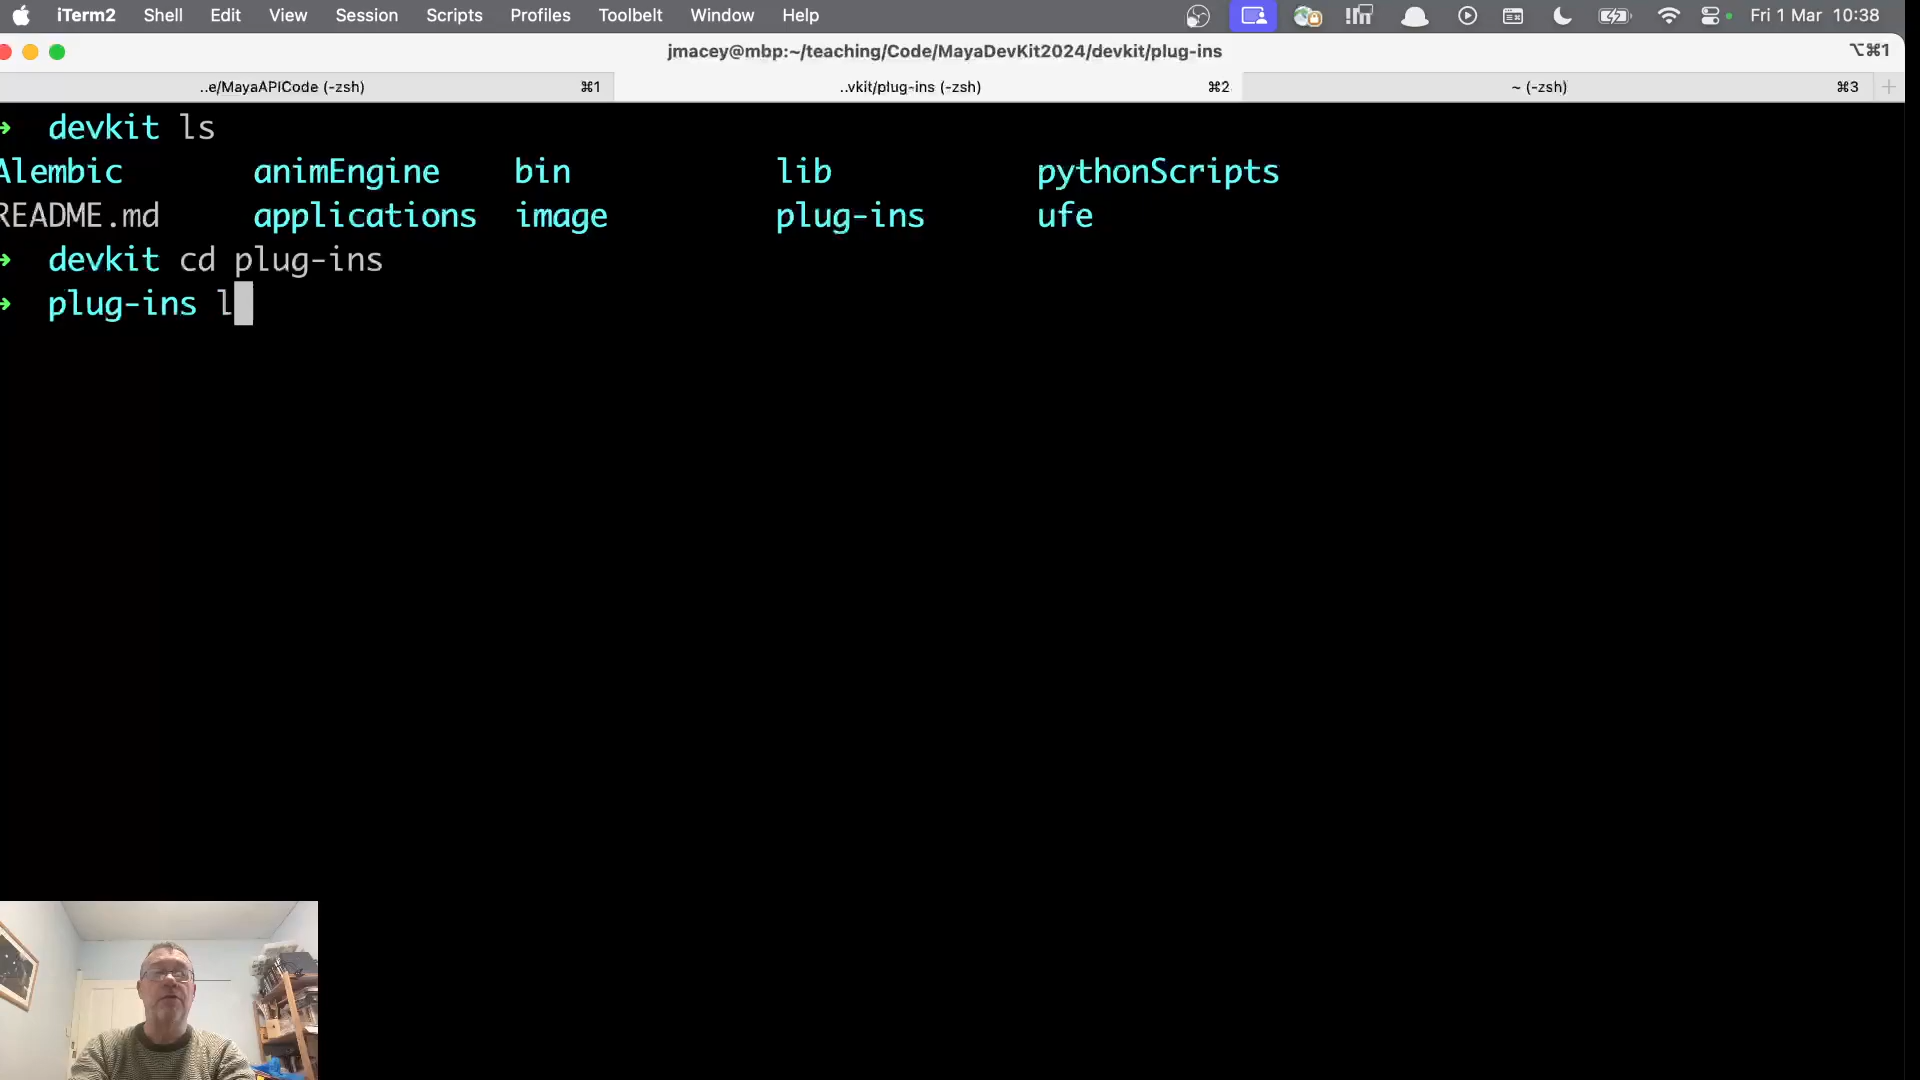 iTerm2 Shell Edit View Session Scripts Profiles Toolbelt Window Help Fri 1 Mar 10:38
jmacey@mbp:~/teaching/Code/MayaDevKit2024/devkit/plug-ins ⌥⌘1
..e/MayaAPICode (-zsh) ⌘1 ..vkit/plug-ins (-zsh) ⌘2 ~ (-zsh) ⌘3
→ devkit ls
Alembic animEngine bin lib pythonScripts
README.md applications image plug-ins ufe
→ devkit cd plug-ins
→ plug-ins l